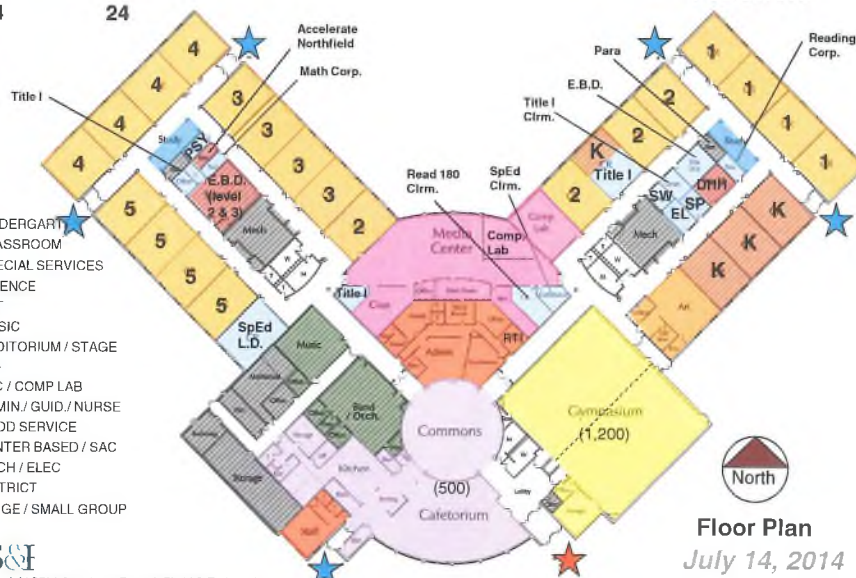 24
Accelerate
Northfield
Math Corp.
Title I
Para
Reading
Corp.
E.B.D.
Title I
Clrm.
Read 180
Clrm.
SpEd
Clrm.
4
4
4
4
3
3
3
3
2
Study
PSY
E.B.D.
(level
2 & 3)
Mech
5
5
5
5
SpEd
L.D.
1
1
1
1
2
2
2
K
Title I
SW
EL
SP
DHH
Mech
K
K
K
Art
Media
Center
Comp.
Lab
Comp
Lab
Title I
RTI
Admin
Music
Band
/ Orch.
Storage
Kitchen
Commons
(500)
Cafetorium
Lobby
Gymnasium
(1,200)
DERGART
ASSROOM
ECIAL SERVICES
ENCE
SIC
DITORIUM / STAGE
C / COMP LAB
MIN./ GUID./ NURSE
OD SERVICE
NTER BASED / SAC
CH / ELEC
TRICT
GE / SMALL GROUP
North
Floor Plan
July 14, 2014